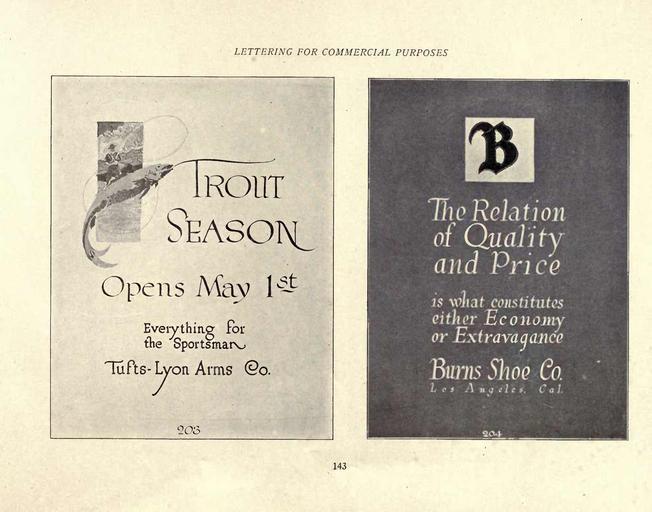 LETTERING FOR COMMERCIAL PURPOSES
TROUT
SEASON
Opens May 1st
Everything for
the Sportsman
Tufts-Lyon Arms Co.
203
B
The Relation
of Quality
and Price
is what constitutes
either Economy
or Extravagance
Burns Shoe Co.
Los Angeles, Cal.
204
143